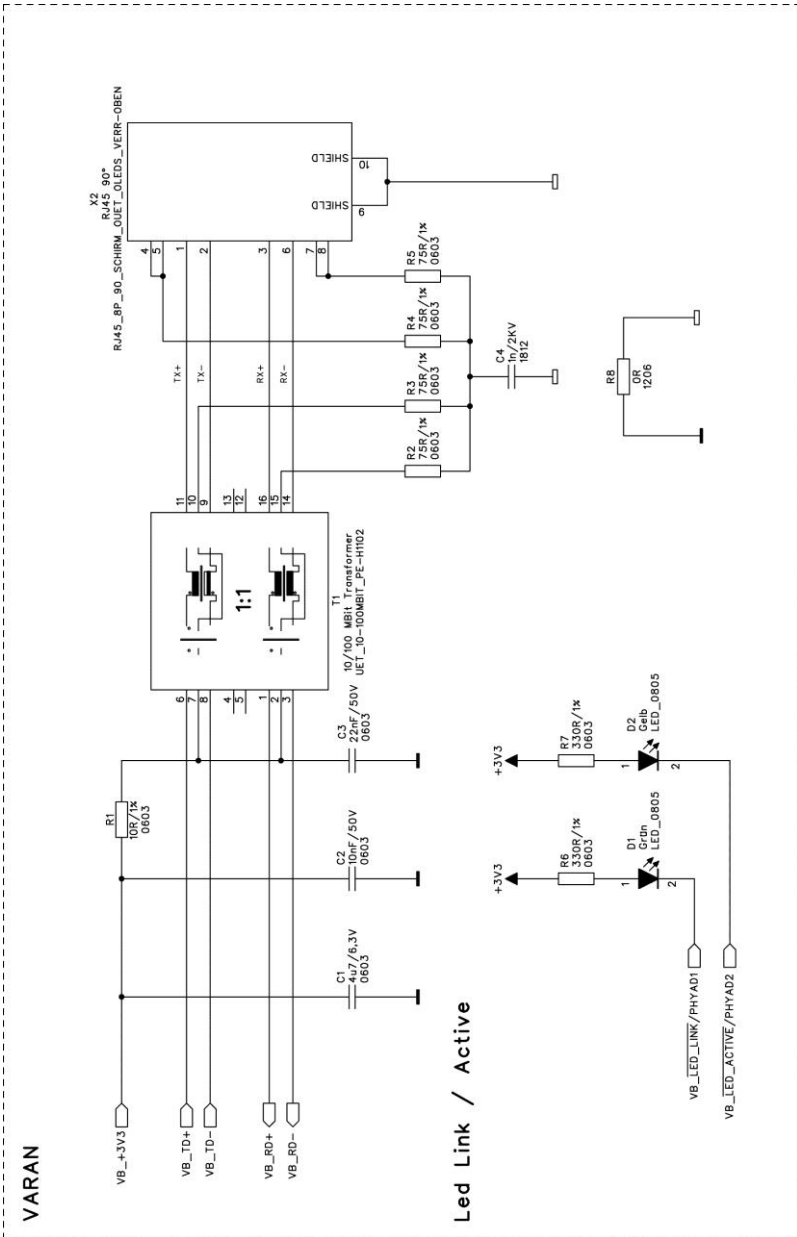 VARAN
VB_+3V3
VB_TD+
VB_TD-
VB_RD+
VB_RD-
R1
10R/1%
0603
C1
4u7/6,3V
0603
C2
10nF/50V
0603
C3
22nF/50V
0603
6
7
8
4
5
1
2
3
1:1
+
-
+
+
-
+
T1
10/100 MBit Transformer
UET_10-100MBIT_PE-H1102
11
10
9
13
12
16
15
14
TX+
TX-
RX+
RX-
X2
RJ45 90°
RJ45_8P_90_SCHIRM_OUET_OLEDS_VERR-OBEN
4
5
1
2
3
6
7
8
SHIELD
9
SHIELD
10
R2
75R/1%
0603
R3
75R/1%
0603
R4
75R/1%
0603
R5
75R/1%
0603
C4
1n/2KV
1812
R8
0R
1206
Led Link / Active
+3V3
R6
330R/1%
0603
1
D1
Grün
LED_0805
2
+3V3
R7
330R/1%
0603
1
D2
Gelb
LED_0805
2
VB_LED_LINK/PHYAD1
VB_LED_ACTIVE/PHYAD2